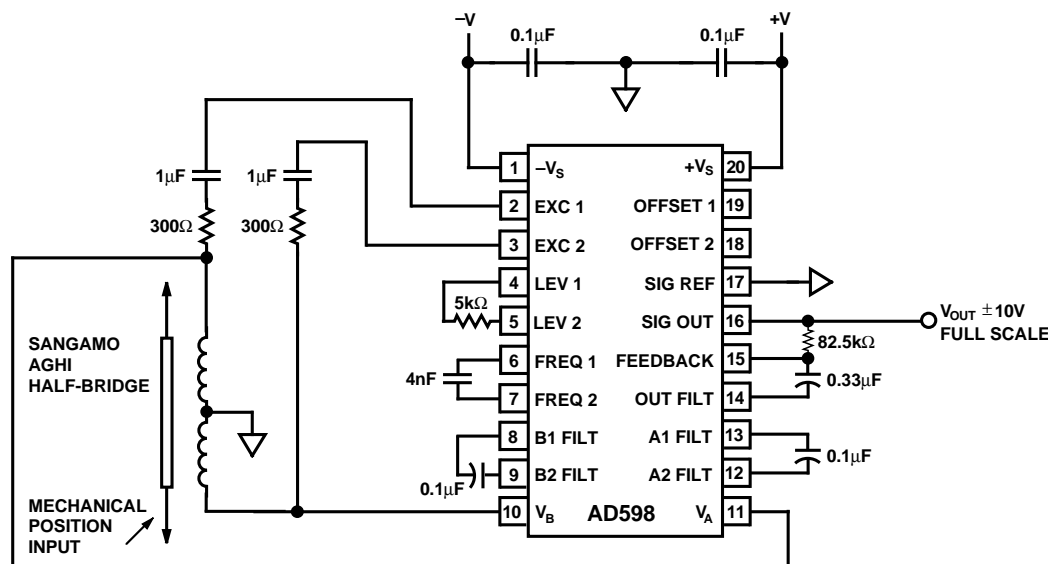 –V
+V
0.1µF
0.1µF
1µF
1µF
300Ω
300Ω
1
–VS
+VS
20
2
EXC 1
OFFSET 1
19
3
EXC 2
OFFSET 2
18
4
LEV 1
SIG REF
17
5kΩ
5
LEV 2
SIG OUT
16
VOUT ±10V
FULL SCALE
82.5kΩ
6
FREQ 1
FEEDBACK
15
4nF
0.33µF
7
FREQ 2
OUT FILT
14
8
B1 FILT
A1 FILT
13
0.1µF
9
B2 FILT
A2 FILT
12
0.1µF
10
VB
AD598
VA
11
SANGAMO
AGHI
HALF-BRIDGE
MECHANICAL
POSITION
INPUT